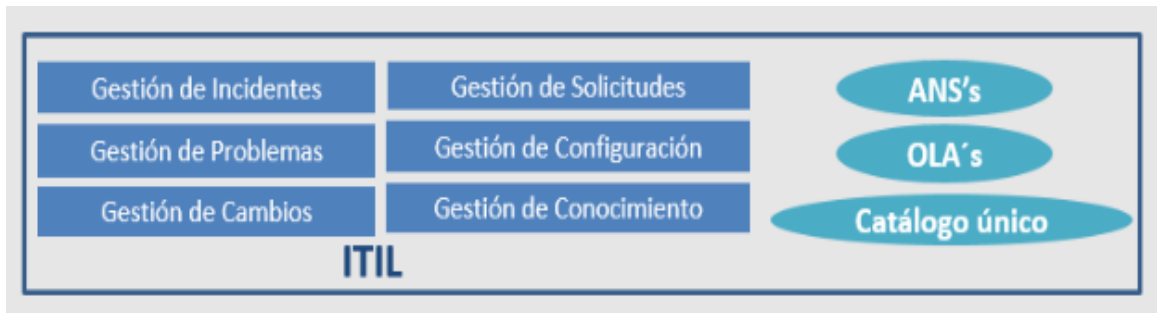 Gestión de Incidentes
Gestión de Solicitudes
ANS's
Gestión de Problemas
Gestión de Configuración
OLA´s
Gestión de Cambios
Gestión de Conocimiento
Catálogo único
ITIL